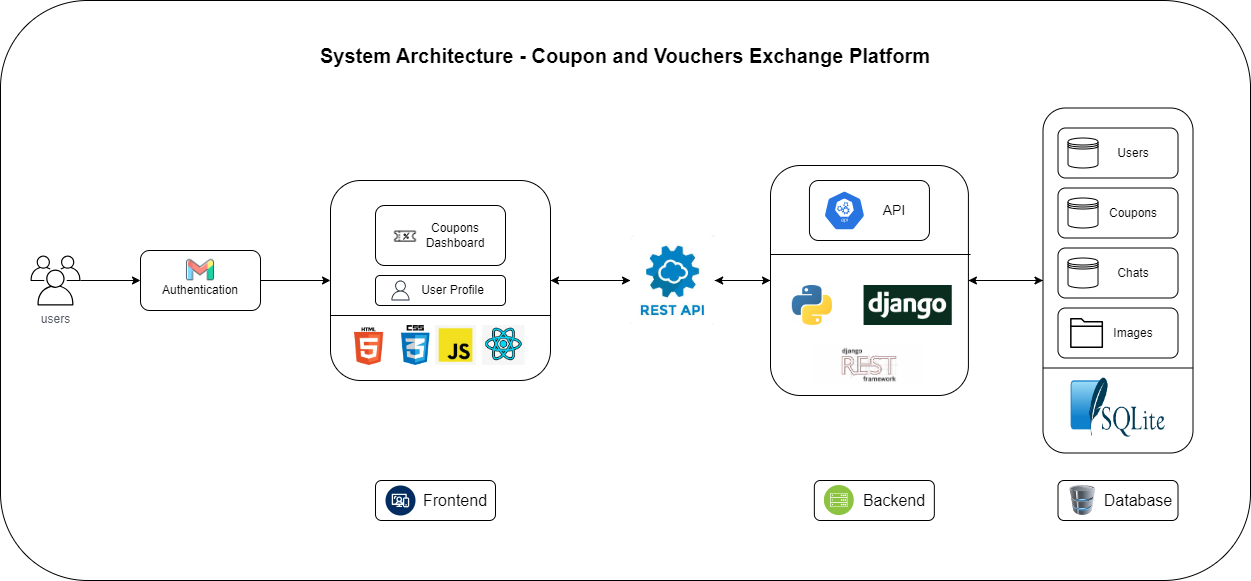 System Architecture - Coupon and Vouchers Exchange Platform
users
Authentication
Coupons
Dashboard
User Profile
HTML
5
CSS
3
JS
REST API
api
API
django
django
REST
framework
Users
Coupons
Chats
Images
SQLite
Frontend
Backend
Database